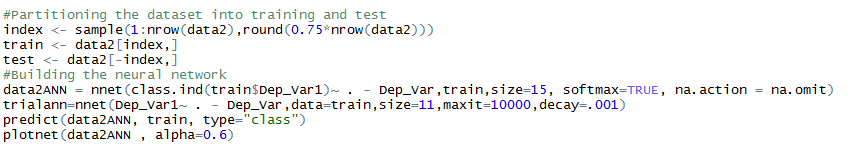 #Partitioning the dataset into training and test
index <- sample(1:nrow(data2),round(0.75*nrow(data2)))
train <- data2[index,]
test <- data2[-index,]
#Building the neural network
data2ANN = nnet(class.ind(train$Dep_Var1)~ . - Dep_Var,train,size=15, softmax=TRUE, na.action = na.omit)
trialann=nnet(Dep_Var1~ . - Dep_Var,data=train,size=11,maxit=10000,decay=.001)
predict(data2ANN, train, type="class")
plotnet(data2ANN , alpha=0.6)